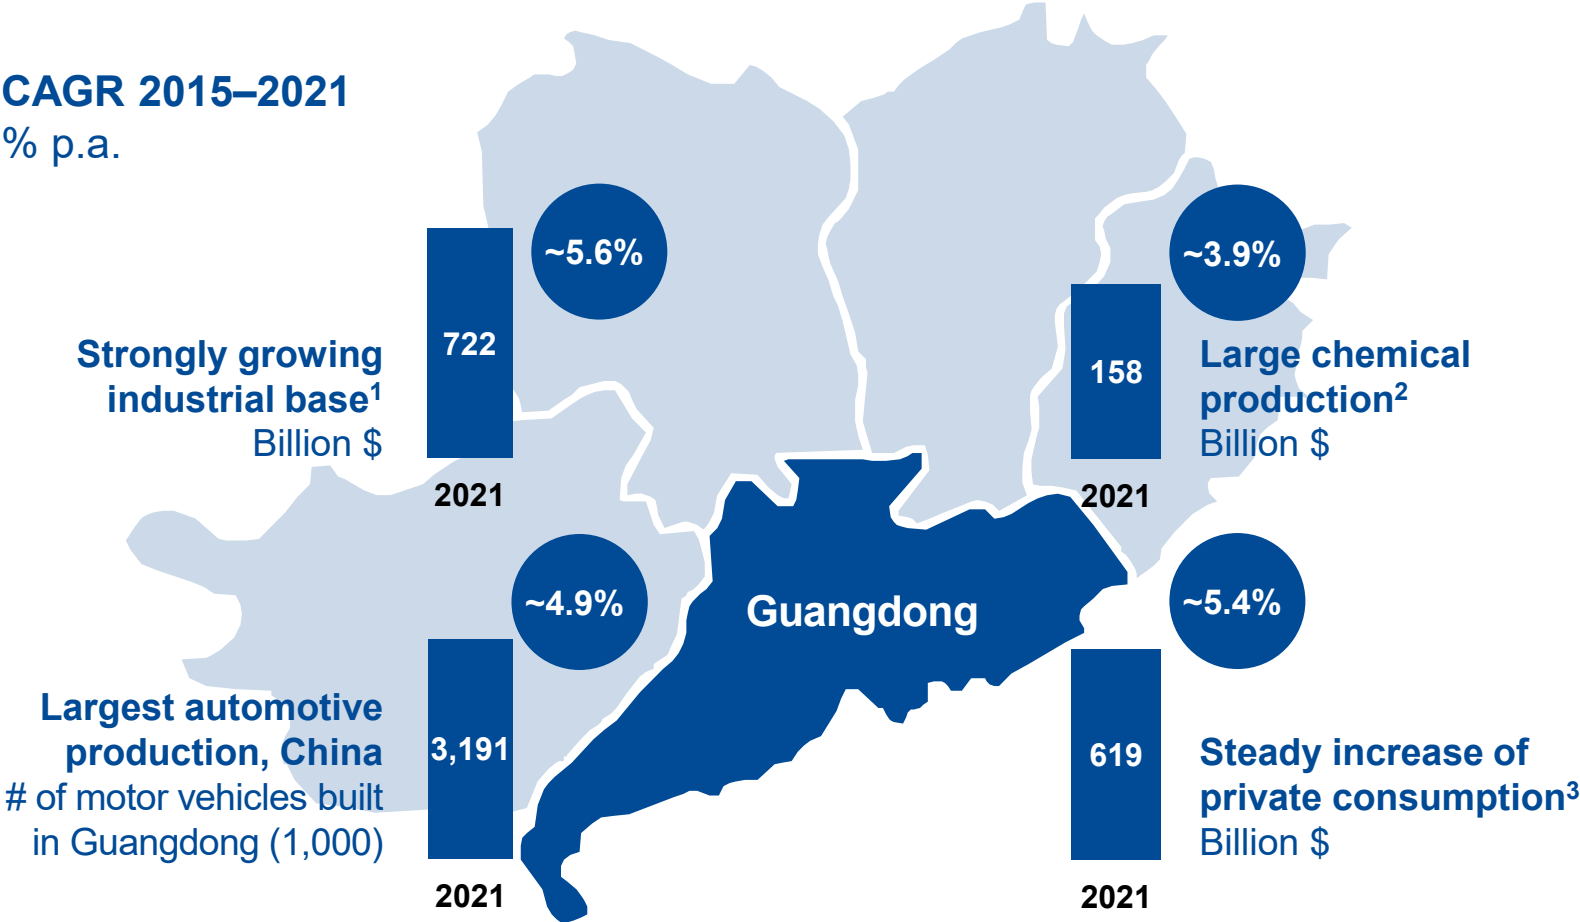 CAGR 2015–2021
% p.a.
~5.6%
722
Strongly growing
industrial base¹
Billion $
2021
~3.9%
158
Large chemical
production²
Billion $
2021
Guangdong
~4.9%
3,191
Largest automotive
production, China
# of motor vehicles built
in Guangdong (1,000)
2021
~5.4%
619
Steady increase of
private consumption³
Billion $
2021